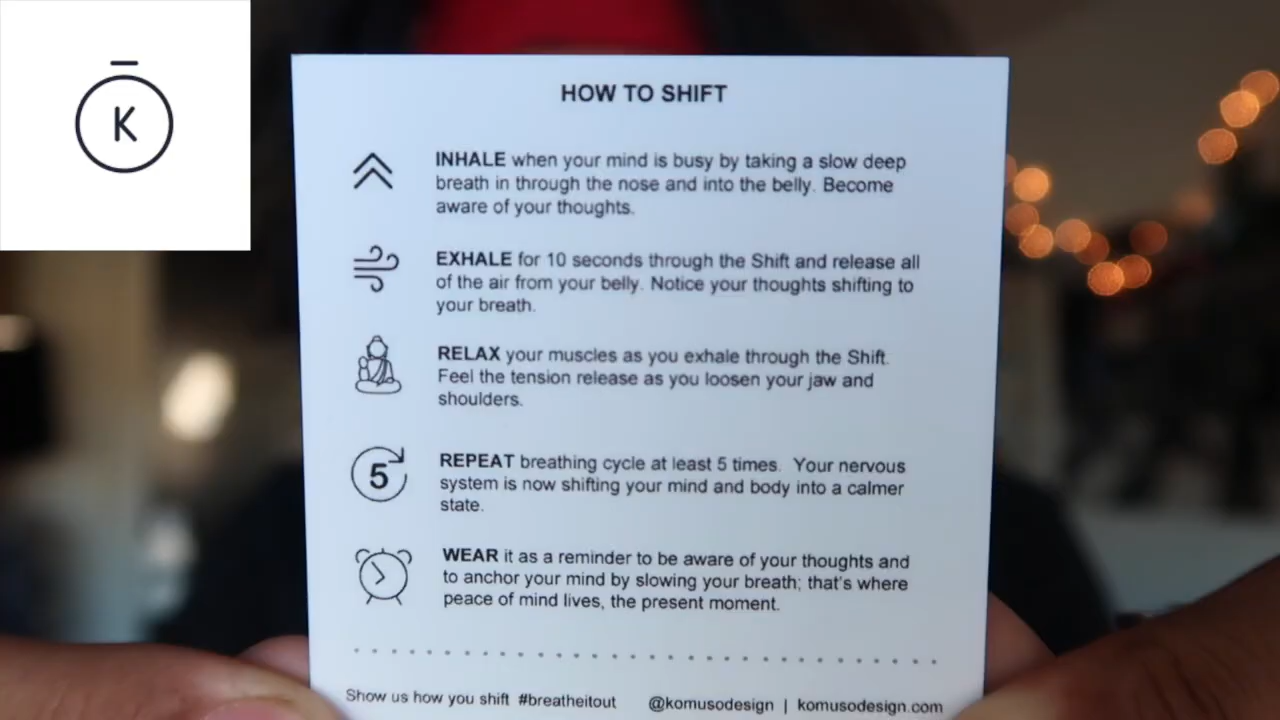 K
HOW TO SHIFT
INHALE when your mind is busy by taking a slow deep
breath in through the nose and into the belly. Become
aware of your thoughts.
EXHALE for 10 seconds through the Shift and release all
of the air from your belly. Notice your thoughts shifting to
your breath.
RELAX your muscles as you exhale through the Shift.
Feel the tension release as you loosen your jaw and
shoulders.
5
REPEAT breathing cycle at least 5 times. Your nervous
system is now shifting your mind and body into a calmer
state.
WEAR it as a reminder to be aware of your thoughts and
to anchor your mind by slowing your breath; that's where
peace of mind lives, the present moment.
Show us how you shift #breatheitout @komusodesign | komusodesign.com